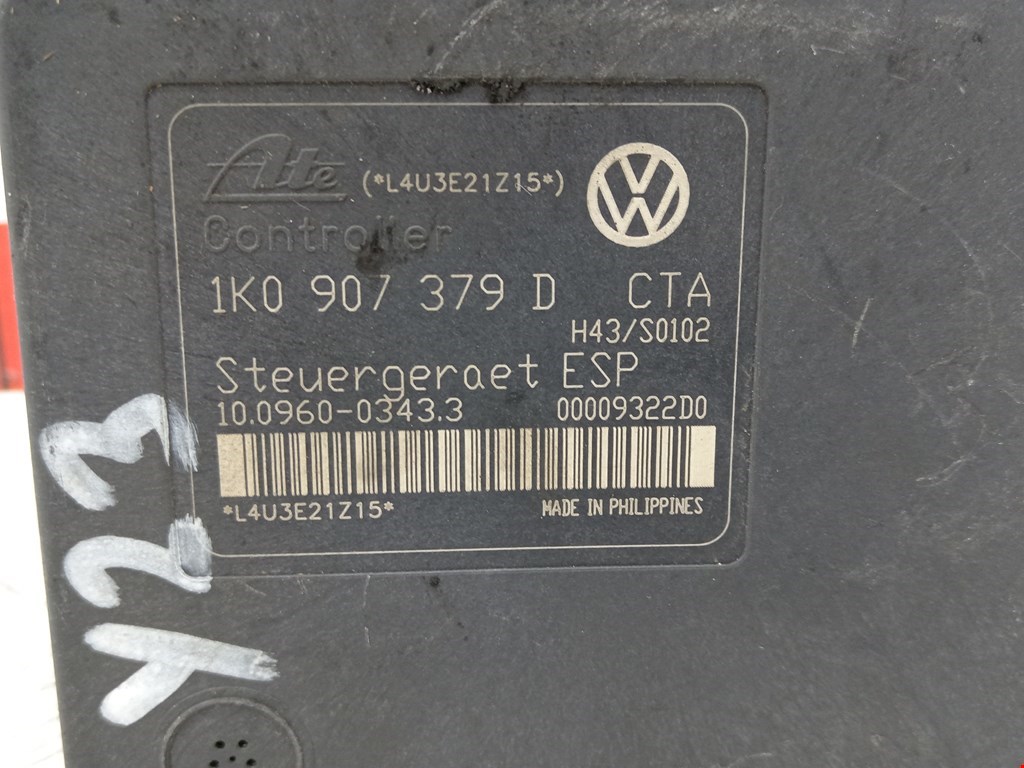 Ate (*L4U3E21Z15*)
Controller
1K0 907 379 D CTA
H43/S0102
Steuergeraet ESP
10.0960-0343.3 00009322D0
*L4U3E21Z15*
MADE IN PHILIPPINES